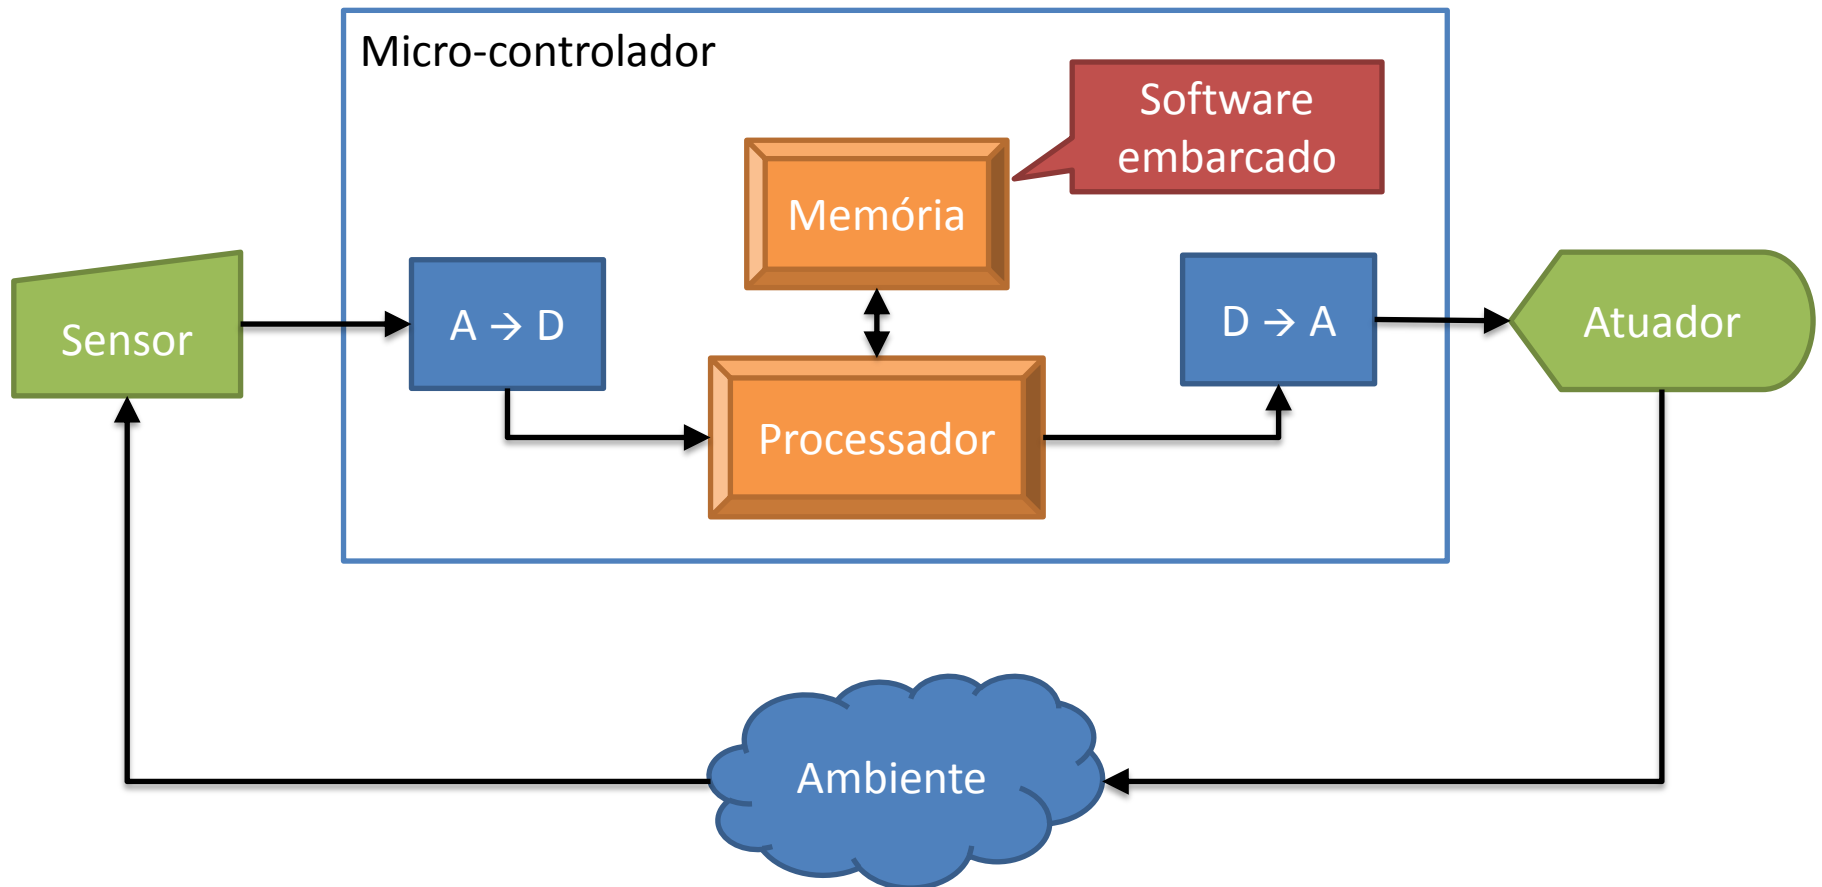 Micro-controlador
Software
embarcado
Memória
Sensor
A → D
D → A
Atuador
Processador
Ambiente